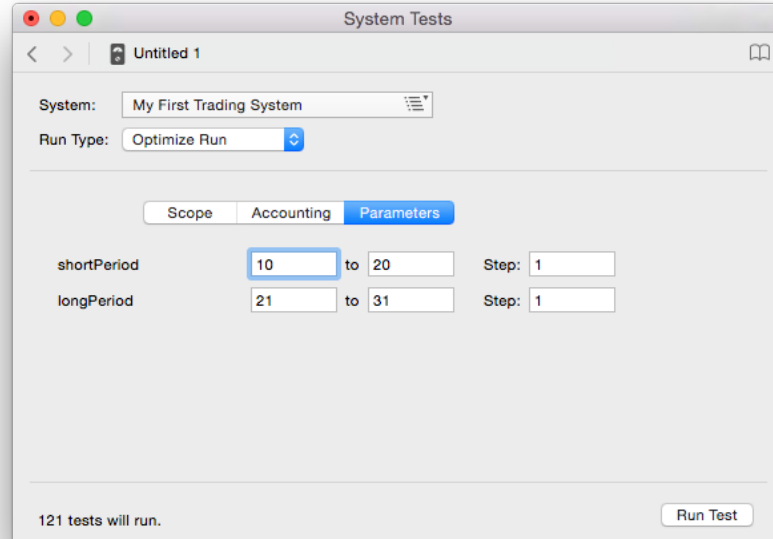 System Tests
Untitled 1
System: My First Trading System
Run Type: Optimize Run
Scope Accounting Parameters
shortPeriod 10 to 20 Step: 1
longPeriod 21 to 31 Step: 1
121 tests will run. Run Test